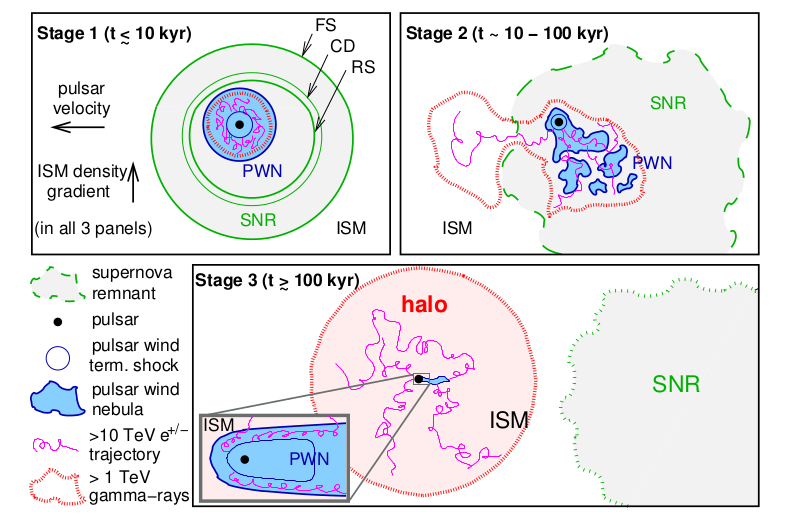 Stage 1 (t ≲ 10 kyr)
FS
CD
RS
pulsar
velocity
ISM density
gradient
(in all 3 panels)
PWN
SNR
ISM
Stage 2 (t ~ 10 − 100 kyr)
SNR
PWN
ISM
supernova
remnant
pulsar
pulsar wind
term. shock
pulsar wind
nebula
>10 TeV e+/−
trajectory
> 1 TeV
gamma−rays
Stage 3 (t ≳ 100 kyr)
halo
ISM
SNR
ISM
PWN